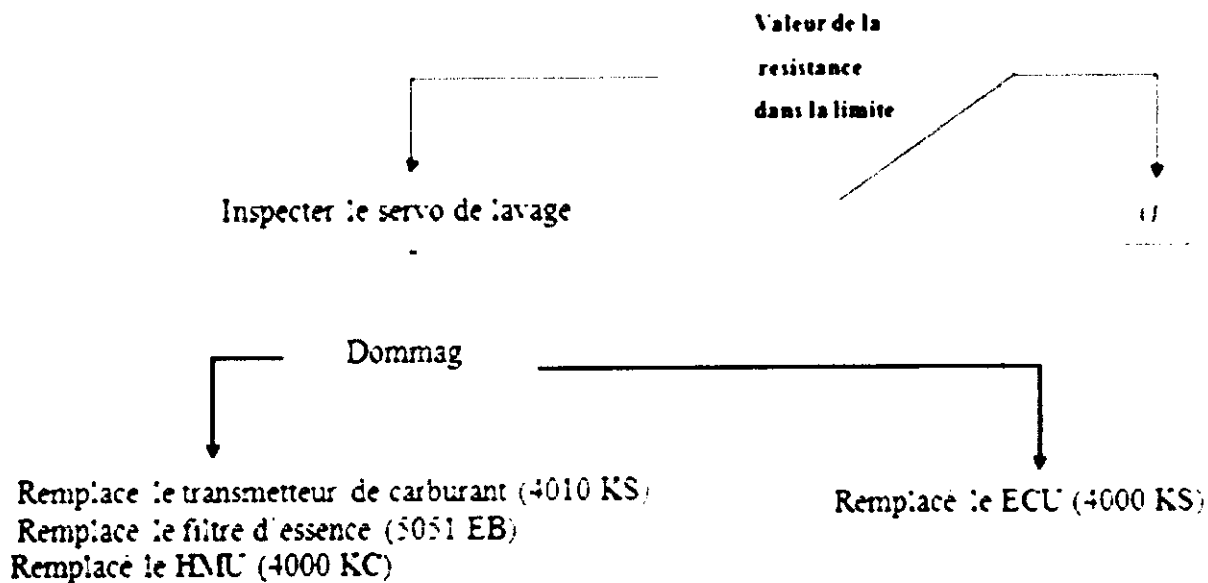 Valeur de la
resistance
dans la limite
Inspecter le servo de lavage
Dommag
Remplace le transmetteur de carburant (4010 KS)
Remplace le filtre d'essence (5051 EB)
Remplacé le HMU (4000 KC)
Remplacé le ECU (4000 KS)